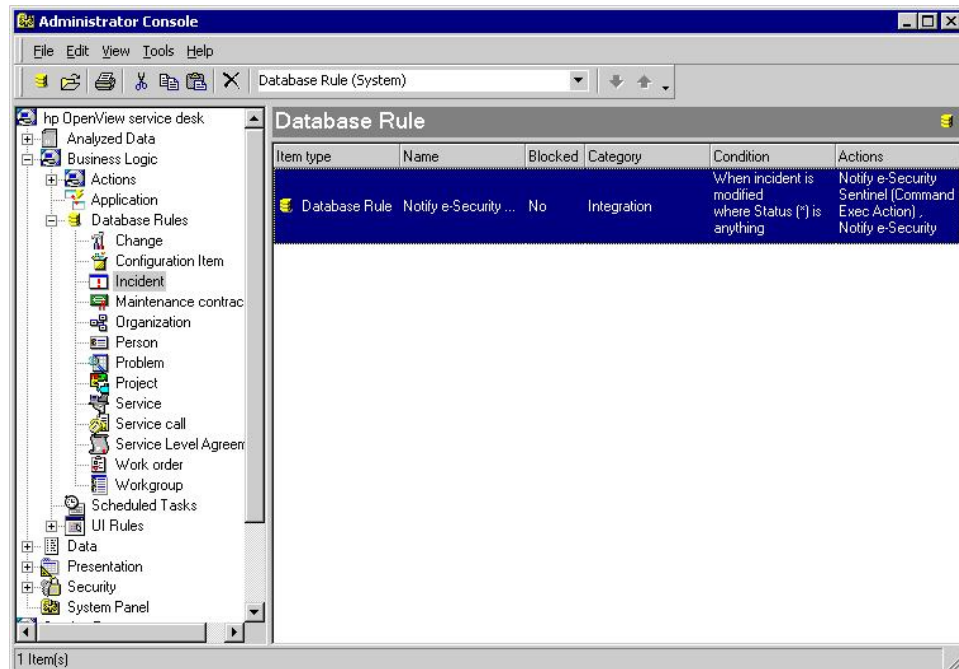 Administrator Console
File Edit View Tools Help
Database Rule (System)
hp OpenView service desk
Analyzed Data
Business Logic
Actions
Application
Database Rules
Change
Configuration Item
Incident
Maintenance contrac
Organization
Person
Problem
Project
Service
Service call
Service Level Agreem
Work order
Workgroup
Scheduled Tasks
UI Rules
Data
Presentation
Security
System Panel
Database Rule
Item type Name Blocked Category Condition Actions
Database Rule Notify e-Security ... No Integration
When incident is
modified
where Status (*) is
anything
Notify e-Security
Sentinel (Command
Exec Action) ,
Notify e-Security
1 Item(s)